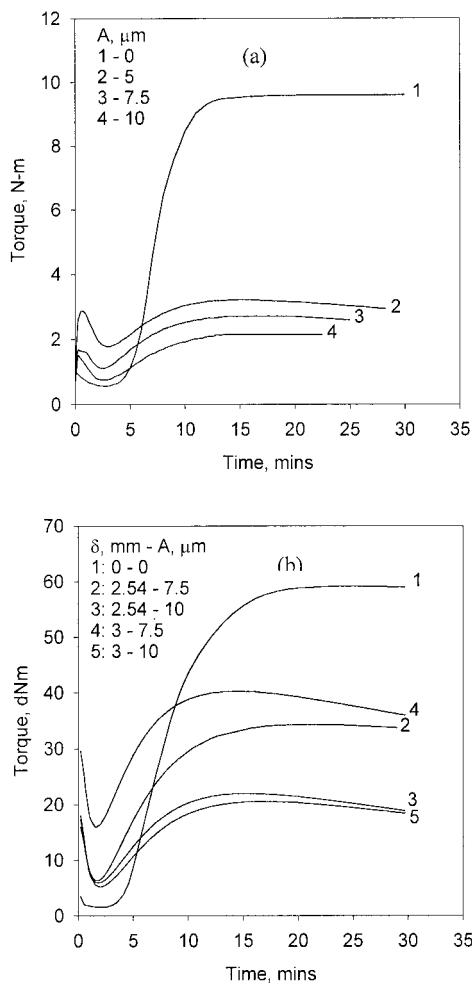 12
10
8
6
4
2
0
Torque, N-m
A, μm
1 - 0
2 - 5
3 - 7.5
4 - 10
(a)
1
2
3
4
0 5 10 15 20 25 30 35
Time, mins
70
60
50
40
30
20
10
0
Torque, dNm
δ, mm - A, μm
1: 0 - 0
2: 2.54 - 7.5
3: 2.54 - 10
4: 3 - 7.5
5: 3 - 10
(b)
1
4
2
3
5
0 5 10 15 20 25 30 35
Time, mins